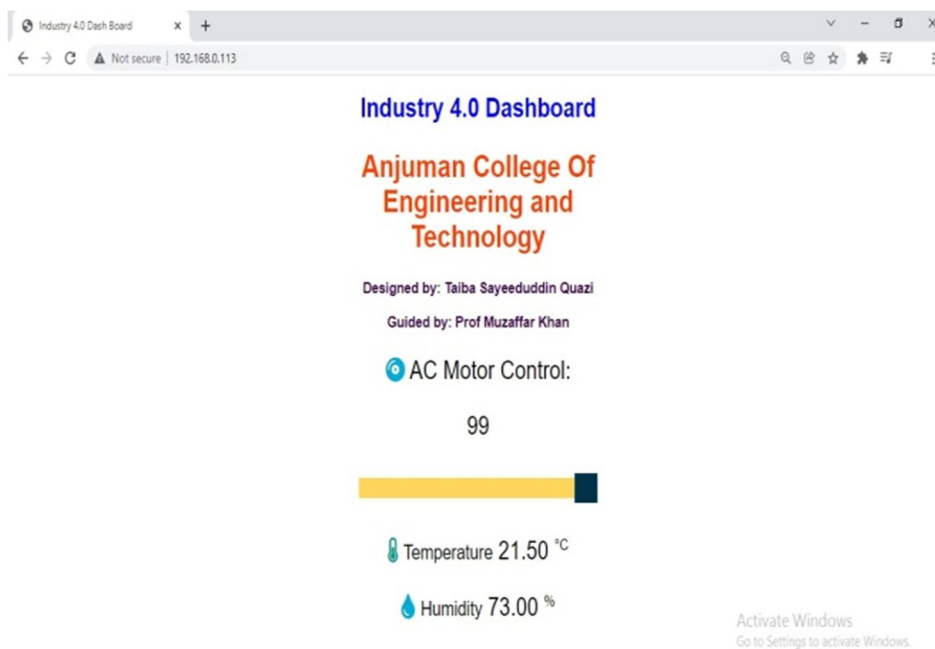 Industry 4.0 Dash Board
Not secure | 192.168.0.113
Industry 4.0 Dashboard
Anjuman College Of
Engineering and
Technology
Designed by: Taiba Sayeeduddin Quazi
Guided by: Prof Muzaffar Khan
AC Motor Control:
99
Temperature 21.50 °C
Humidity 73.00 %
Activate Windows
Go to Settings to activate Windows.